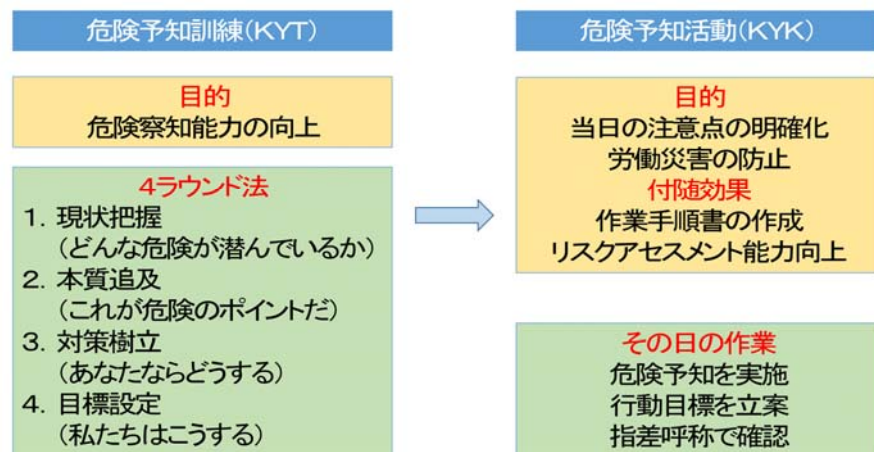 危険予知訓練(KYT)
目的
危険察知能力の向上
4ラウンド法
1. 現状把握
(どんな危険が潜んでいるか)
2. 本質追及
(これが危険のポイントだ)
3. 対策樹立
(あなたならどうする)
4. 目標設定
(私たちはこうする)
危険予知活動(KYK)
目的
当日の注意点の明確化
労働災害の防止
付随効果
作業手順書の作成
リスクアセスメント能力向上
その日の作業
危険予知を実施
行動目標を立案
指差呼称で確認